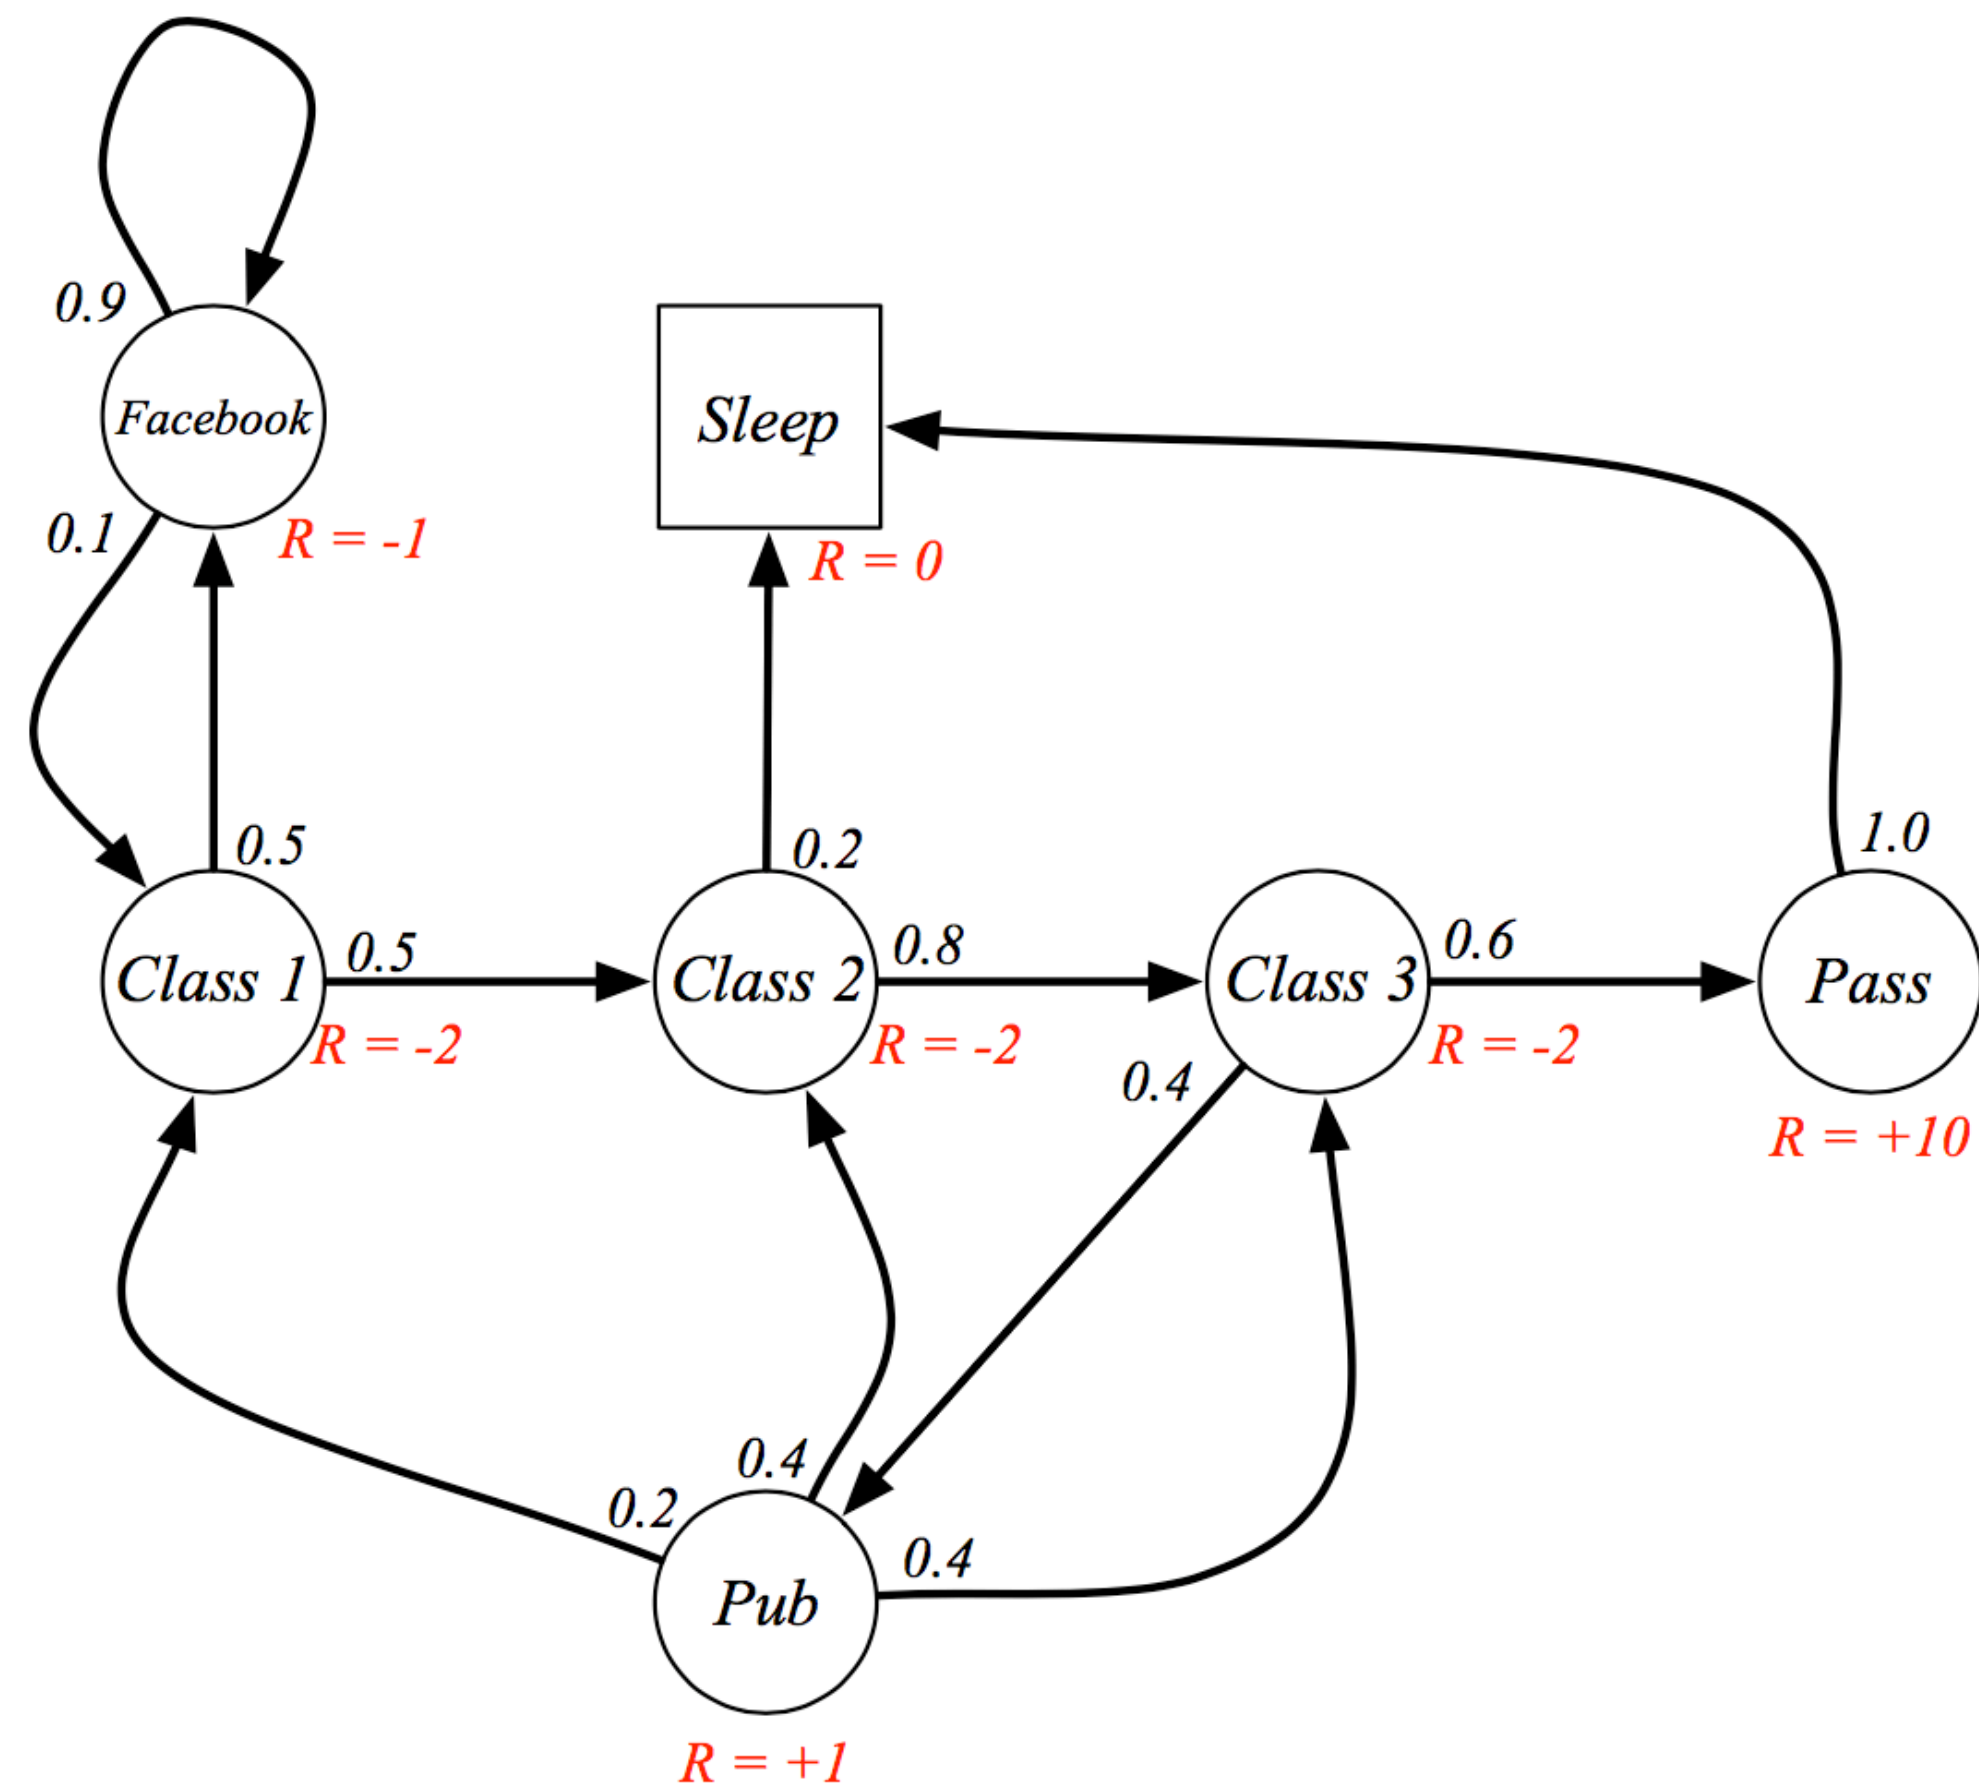 0.9
Facebook
Sleep
0.1
R = -1
R = 0
0.5
0.2
1.0
0.5
0.8
0.6
Class 1
Class 2
Class 3
Pass
R = -2
R = -2
R = -2
0.4
R = +10
0.4
0.2
0.4
Pub
R = +1